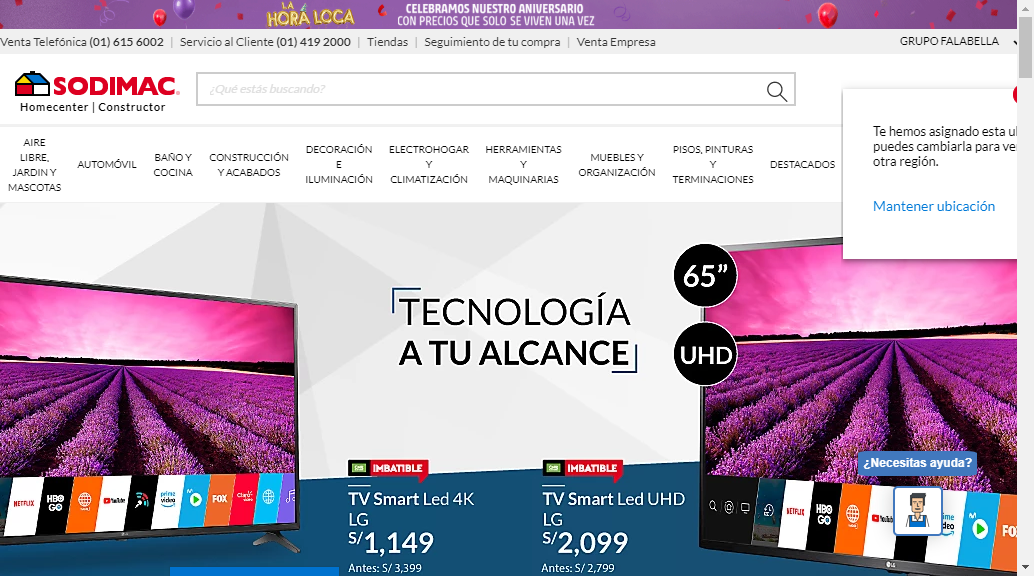 LA
HORA LOCA
CELEBRAMOS NUESTRO ANIVERSARIO
CON PRECIOS QUE SOLO SE VIVEN UNA VEZ
Venta Telefónica (01) 615 6002 | Servicio al Cliente (01) 419 2000 | Tiendas | Seguimiento de tu compra | Venta Empresa
GRUPO FALABELLA
SODIMAC
Homecenter | Constructor
¿Qué estás buscando?
Te hemos asignado esta
puedes cambiarla para
otra región.
Mantener ubicación
AIRE
LIBRE,
JARDIN Y
MASCOTAS
AUTOMÓVIL
BAÑO Y
COCINA
CONSTRUCCIÓN
Y ACABADOS
DECORACIÓN
E
ILUMINACIÓN
ELECTROHOGAR
Y
CLIMATIZACIÓN
HERRAMIENTAS
Y
MAQUINARIAS
MUEBLES Y
ORGANIZACIÓN
PISOS, PINTURAS
Y
TERMINACIONES
DESTACADOS
TECNOLOGÍA
A TU ALCANCE
65”
UHD
IMBATIBLE
TV Smart Led 4K
LG
S/1,149
Antes: S/ 3,399
IMBATIBLE
TV Smart Led UHD
LG
S/2,099
Antes: S/ 2,799
¿Necesitas ayuda?
NETFLIX
HBO
GO
YouTube
prime
video
FOX
Claro
LG
NETFLIX
HBO
GO
YouTube
FOX
LG